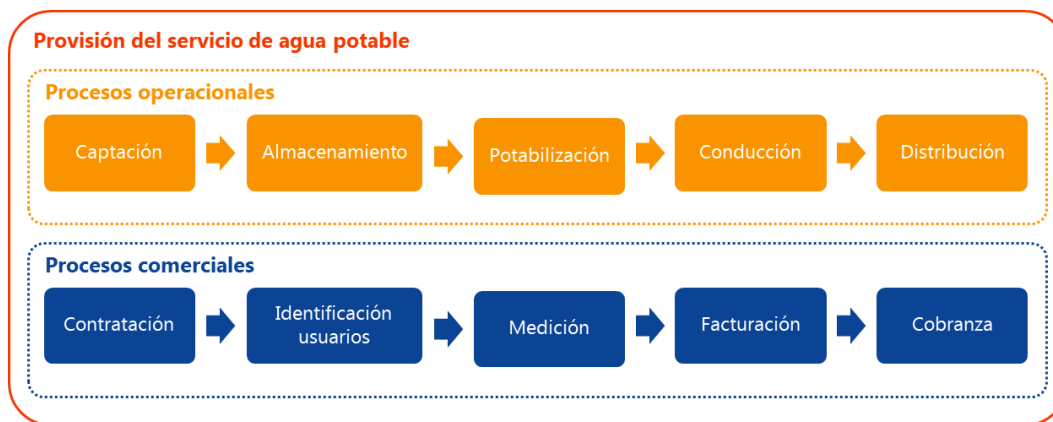 Provisión del servicio de agua potable
Procesos operacionales
Captación
Almacenamiento
Potabilización
Conducción
Distribución
Procesos comerciales
Contratación
Identificación
usuarios
Medición
Facturación
Cobranza